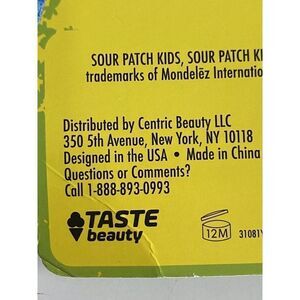 SOUR PATCH KIDS, SOUR PATCH KI
trademarks of Mondelēz Internatio
Distributed by Centric Beauty LLC
350 5th Avenue, New York, NY 10118
Designed in the USA • Made in China
Questions or Comments?
Call 1-888-893-0993
TASTE
beauty
12M
31081Y